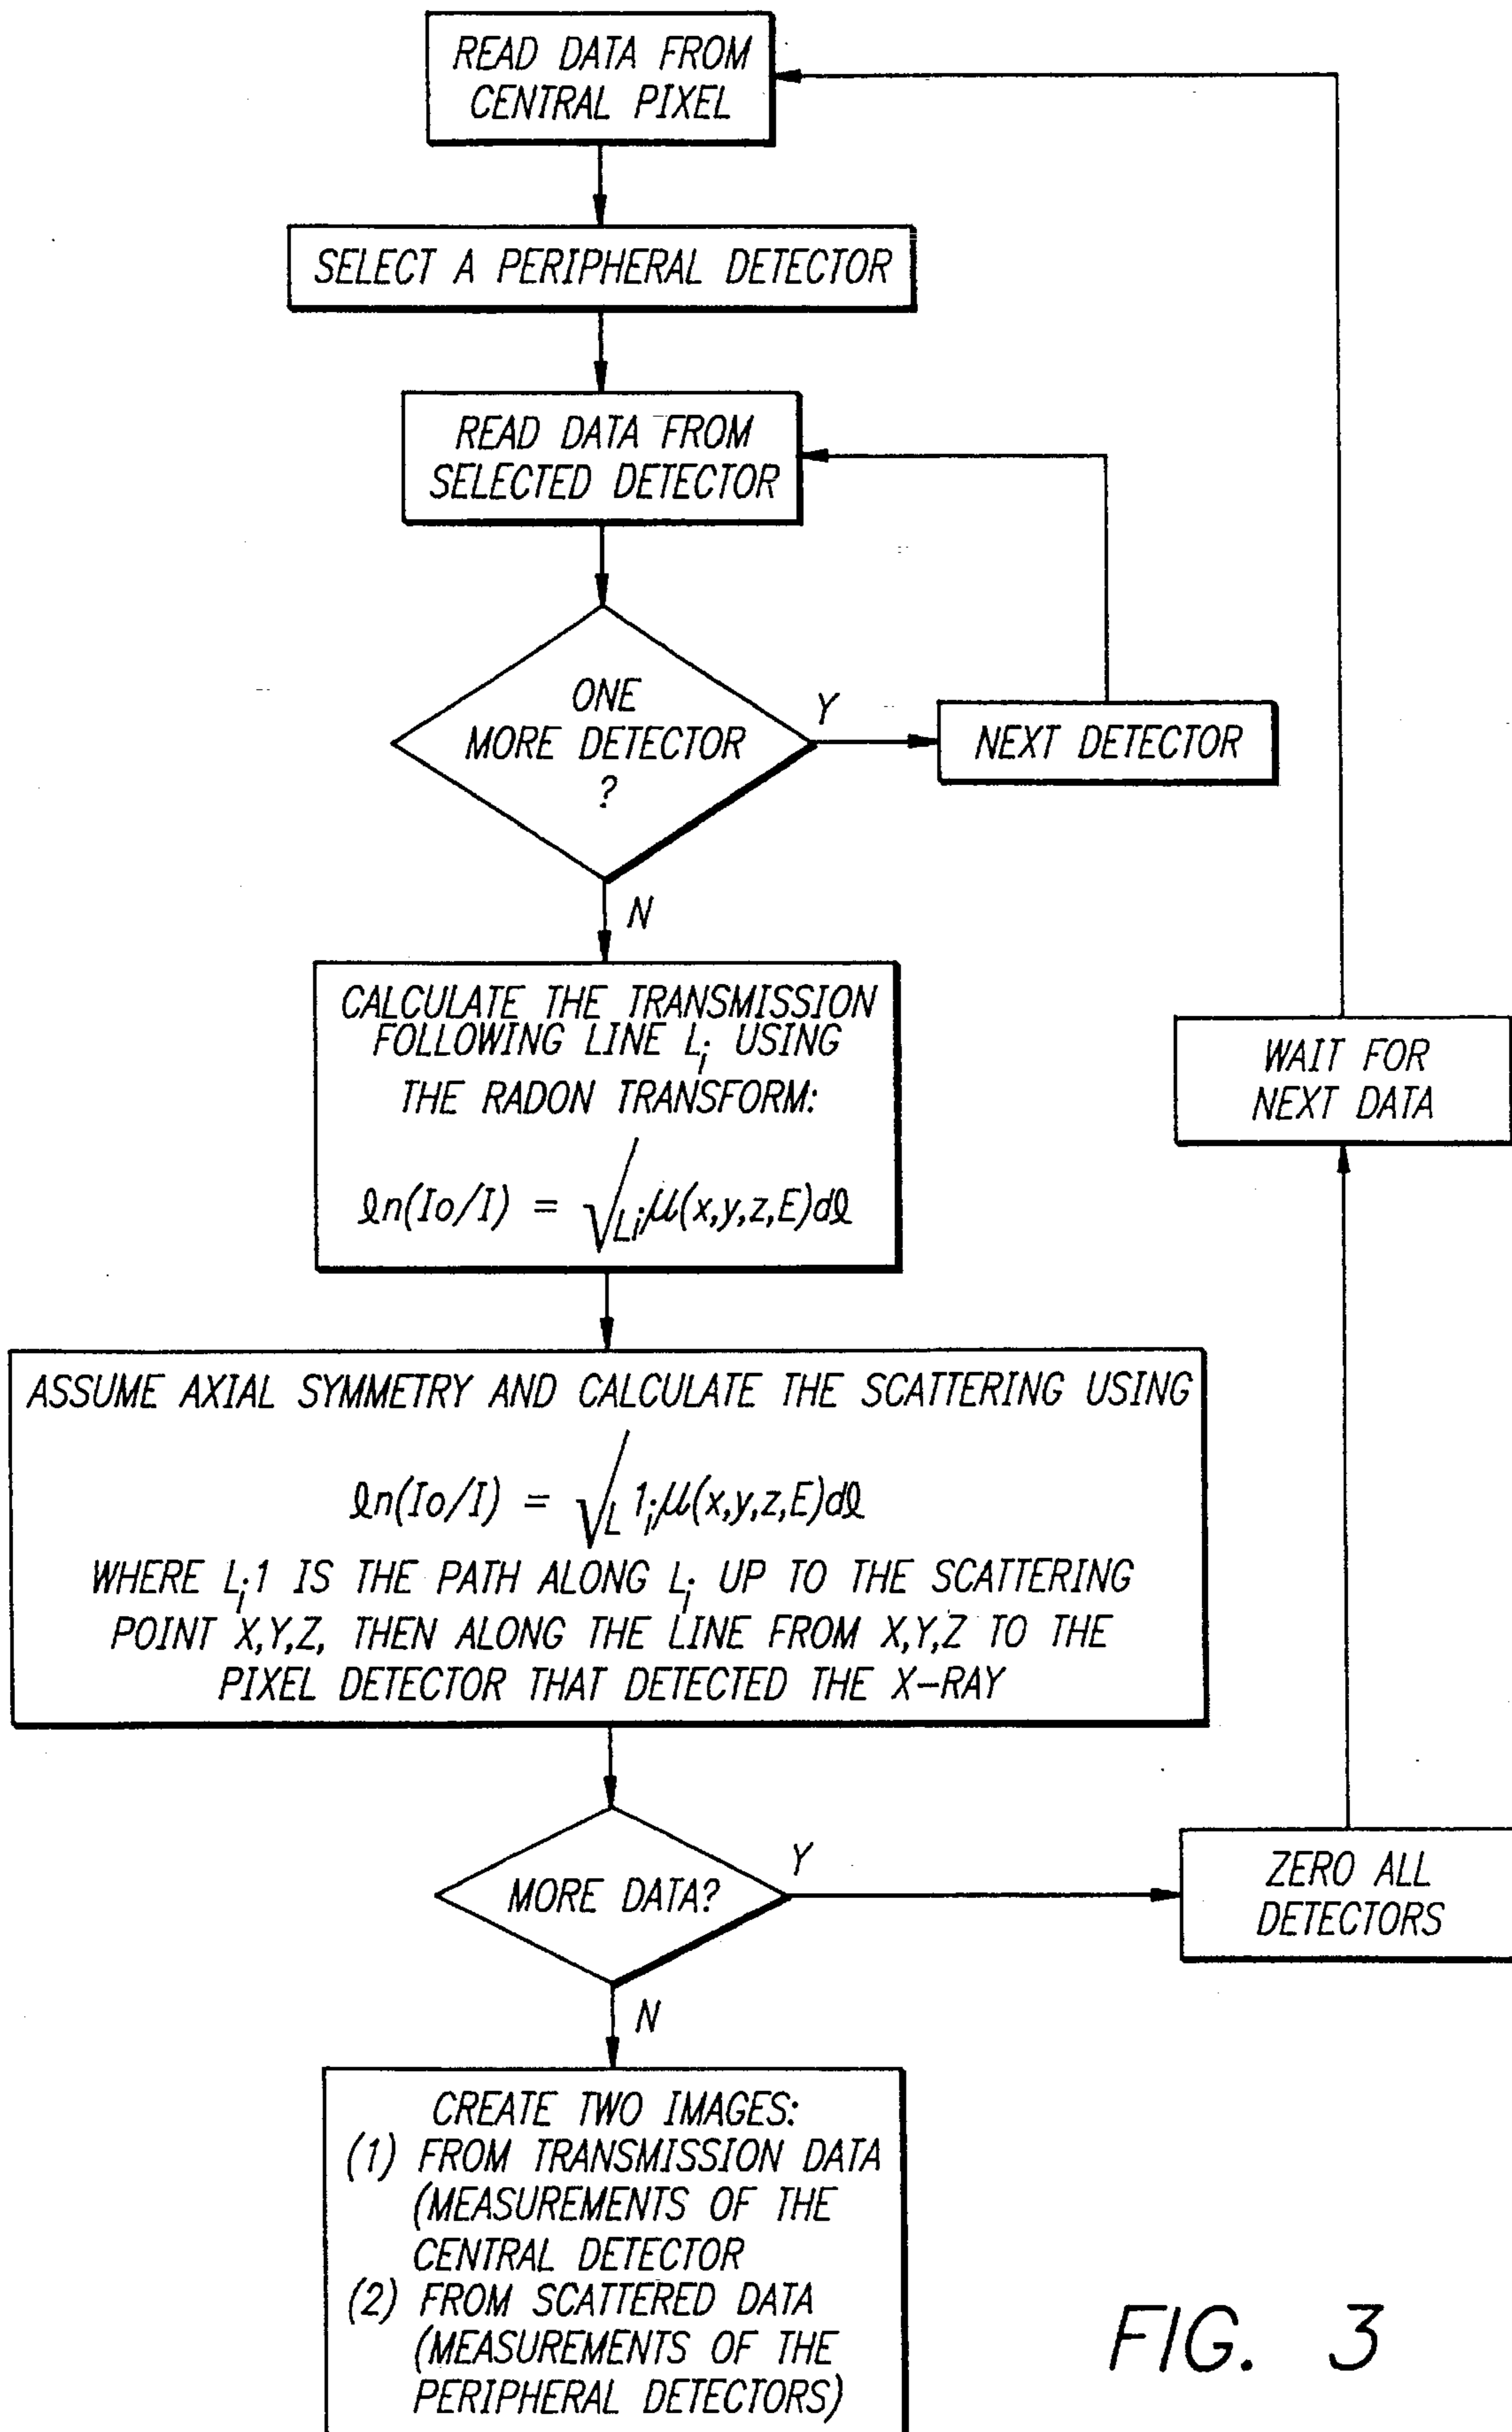 READ DATA FROM
CENTRAL PIXEL
SELECT A PERIPHERAL DETECTOR
READ DATA FROM
SELECTED DETECTOR
ONE
MORE DETECTOR
?
Y
NEXT DETECTOR
N
CALCULATE THE TRANSMISSION
FOLLOWING LINE Li USING
THE RADON TRANSFORM:
ℓn(Io/I) = √Li μ(x,y,z,E)dℓ
WAIT FOR
NEXT DATA
ASSUME AXIAL SYMMETRY AND CALCULATE THE SCATTERING USING
ℓn(Io/I) = √L 1i μ(x,y,z,E)dℓ
WHERE Li1 IS THE PATH ALONG Li UP TO THE SCATTERING
POINT X,Y,Z, THEN ALONG THE LINE FROM X,Y,Z TO THE
PIXEL DETECTOR THAT DETECTED THE X-RAY
MORE DATA?
Y
ZERO ALL
DETECTORS
N
CREATE TWO IMAGES:
(1) FROM TRANSMISSION DATA
(MEASUREMENTS OF THE
CENTRAL DETECTOR
(2) FROM SCATTERED DATA
(MEASUREMENTS OF THE
PERIPHERAL DETECTORS)
FIG. 3